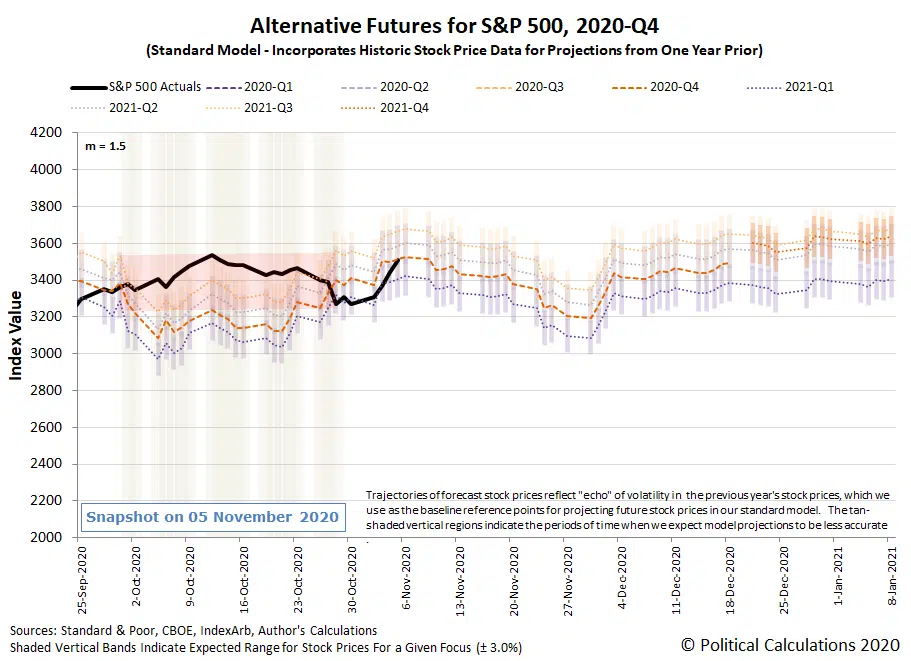 Alternative Futures for S&P 500, 2020-Q4
(Standard Model - Incorporates Historic Stock Price Data for Projections from One Year Prior)
S&P 500 Actuals 2020-Q1 2020-Q2 2020-Q3 2020-Q4 2021-Q1
2021-Q2 2021-Q3 2021-Q4
4200
m = 1.5
4000
3800
3600
3400
3200
3000
2800
2600
2400
2200
2000
Index Value
Trajectories of forecast stock prices reflect "echo" of volatility in the previous year's stock prices, which we
use as the baseline reference points for projecting future stock prices in our standard model. The tan-
shaded vertical regions indicate the periods of time when we expect model projections to be less accurate
.
Snapshot on 05 November 2020
25-Sep-2020
2-Oct-2020
9-Oct-2020
16-Oct-2020
23-Oct-2020
30-Oct-2020
6-Nov-2020
13-Nov-2020
20-Nov-2020
27-Nov-2020
4-Dec-2020
11-Dec-2020
18-Dec-2020
25-Dec-2020
1-Jan-2021
8-Jan-2021
Sources: Standard & Poor, CBOE, IndexArb, Author's Calculations
Shaded Vertical Bands Indicate Expected Range for Stock Prices For a Given Focus (± 3.0%)
© Political Calculations 2020